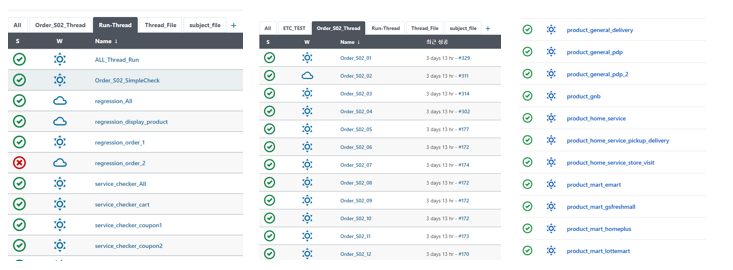 All Order_S02_Thread Run-Thread Thread_File subject_file +
S W Name ↓
ALL_Thread_Run
Order_S02_SimpleCheck
regression_All
regression_display_product
regression_order_1
regression_order_2
service_checker_All
service_checker_cart
service_checker_coupon1
service_checker_coupon2
All ETC_TEST Order_S02_Thread Run-Thread Thread_File subject_file +
S W Name ↓ 최근 성공
Order_S02_01 3 days 13 hr - #329
Order_S02_02 3 days 13 hr - #311
Order_S02_03 3 days 13 hr - #314
Order_S02_04 3 days 13 hr - #302
Order_S02_05 3 days 13 hr - #177
Order_S02_06 3 days 13 hr - #172
Order_S02_07 3 days 13 hr - #174
Order_S02_08 3 days 13 hr - #172
Order_S02_09 3 days 13 hr - #172
Order_S02_10 3 days 13 hr - #172
Order_S02_11 3 days 13 hr - #173
Order_S02_12 3 days 13 hr - #170
product_general_delivery
product_general_pdp
product_general_pdp_2
product_gnb
product_home_service
product_home_service_pickup_delivery
product_home_service_store_visit
product_mart_emart
product_mart_gsfreshmall
product_mart_homeplus
product_mart_lottemart